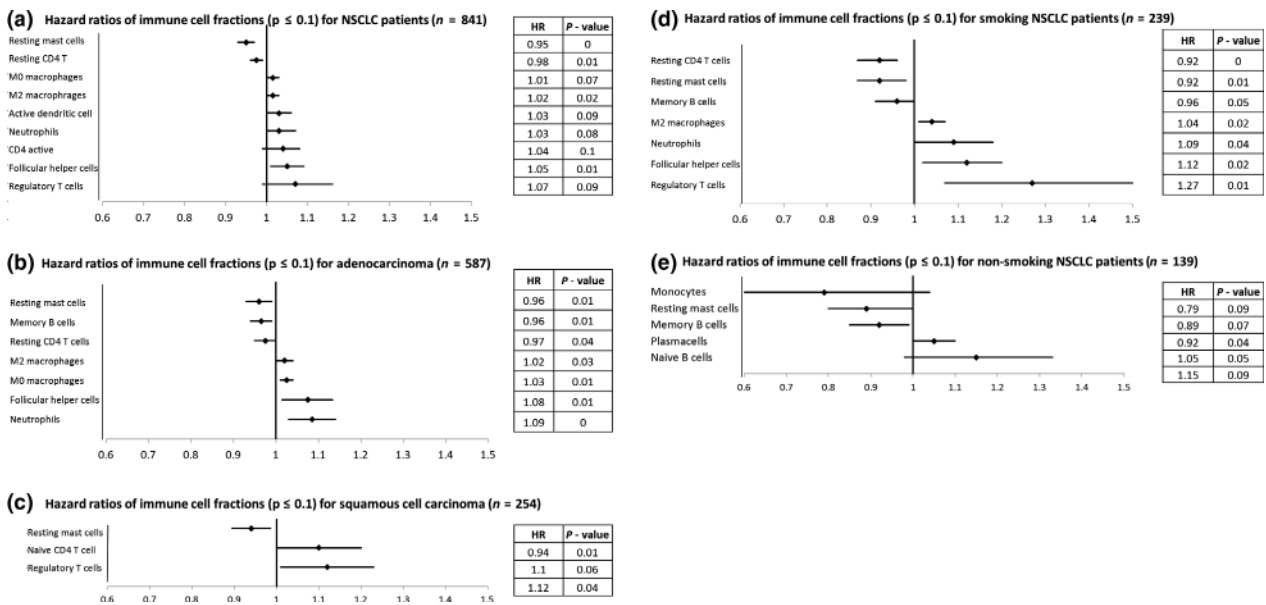 (a) Hazard ratios of immune cell fractions (p ≤ 0.1) for NSCLC patients (n = 841)
Resting mast cells
Resting CD4 T
M0 macrophages
M2 macrophrages
Active dendritic cell
Neutrophils
CD4 active
Follicular helper cells
Regulatory T cells
0.6 0.7 0.8 0.9 1 1.1 1.2 1.3 1.4 1.5
HR P - value
0.95 0
0.98 0.01
1.01 0.07
1.02 0.02
1.03 0.09
1.03 0.08
1.04 0.1
1.05 0.01
1.07 0.09
(b) Hazard ratios of immune cell fractions (p ≤ 0.1) for adenocarcinoma (n = 587)
Resting mast cells
Memory B cells
Resting CD4 T cells
M2 macrophages
M0 macrophages
Follicular helper cells
Neutrophils
0.6 0.7 0.8 0.9 1 1.1 1.2 1.3 1.4 1.5
HR P - value
0.96 0.01
0.96 0.01
0.97 0.04
1.02 0.03
1.03 0.01
1.08 0.01
1.09 0
(c) Hazard ratios of immune cell fractions (p ≤ 0.1) for squamous cell carcinoma (n = 254)
Resting mast cells
Naïve CD4 T cell
Regulatory T cells
0.6 0.7 0.8 0.9 1 1.1 1.2 1.3 1.4 1.5
HR P - value
0.94 0.01
1.1 0.06
1.12 0.04
(d) Hazard ratios of immune cell fractions (p ≤ 0.1) for smoking NSCLC patients (n = 239)
Resting CD4 T cells
Resting mast cells
Memory B cells
M2 macrophages
Neutrophils
Follicular helper cells
Regulatory T cells
0.6 0.7 0.8 0.9 1 1.1 1.2 1.3 1.4 1.5
HR P - value
0.92 0
0.92 0.01
0.96 0.05
1.04 0.02
1.09 0.04
1.12 0.02
1.27 0.01
(e) Hazard ratios of immune cell fractions (p ≤ 0.1) for non-smoking NSCLC patients (n = 139)
Monocytes
Resting mast cells
Memory B cells
Plasmacells
Naive B cells
0.6 0.7 0.8 0.9 1 1.1 1.2 1.3 1.4 1.5
HR P - value
0.79 0.09
0.89 0.07
0.92 0.04
1.05 0.05
1.15 0.09